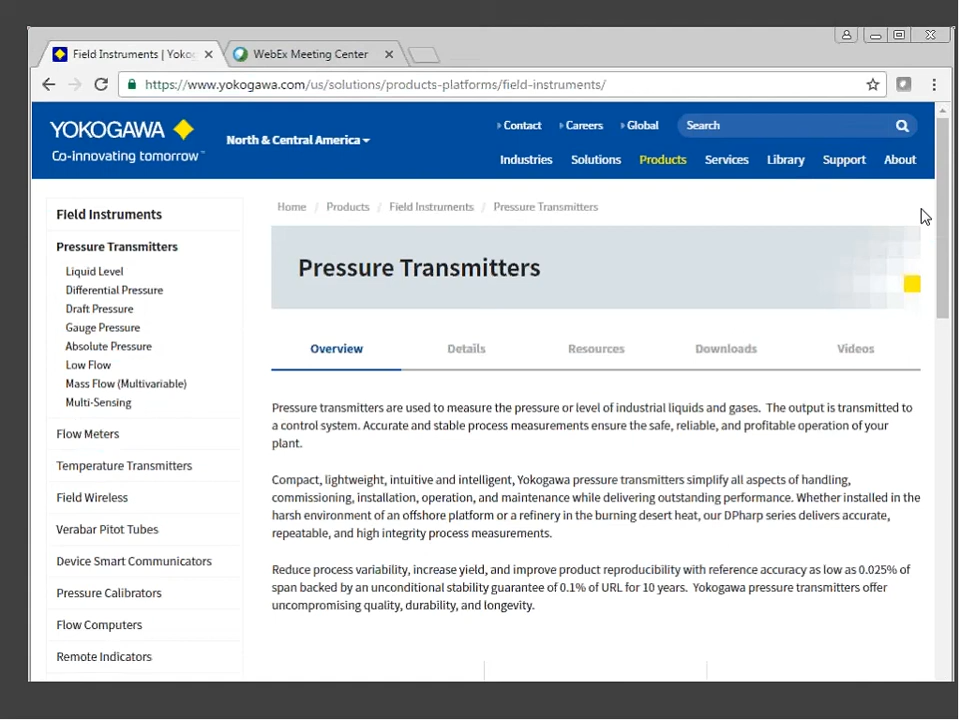 Field Instruments | Yoko
WebEx Meeting Center
https://www.yokogawa.com/us/solutions/products-platforms/field-instruments/
YOKOGAWA
Co-innovating tomorrow™
North & Central America
Contact
Careers
Global
Search
Industries
Solutions
Products
Services
Library
Support
About
Field Instruments
Pressure Transmitters
Liquid Level
Differential Pressure
Draft Pressure
Gauge Pressure
Absolute Pressure
Low Flow
Mass Flow (Multivariable)
Multi-Sensing
Flow Meters
Temperature Transmitters
Field Wireless
Verabar Pitot Tubes
Device Smart Communicators
Pressure Calibrators
Flow Computers
Remote Indicators
Home / Products / Field Instruments / Pressure Transmitters
Pressure Transmitters
Overview
Details
Resources
Downloads
Videos
Pressure transmitters are used to measure the pressure or level of industrial liquids and gases. The output is transmitted to
a control system. Accurate and stable process measurements ensure the safe, reliable, and profitable operation of your
plant.
Compact, lightweight, intuitive and intelligent, Yokogawa pressure transmitters simplify all aspects of handling,
commissioning, installation, operation, and maintenance while delivering outstanding performance. Whether installed in the
harsh environment of an offshore platform or a refinery in the burning desert heat, our DPharp series delivers accurate,
repeatable, and high integrity process measurements.
Reduce process variability, increase yield, and improve product reproducibility with reference accuracy as low as 0.025% of
span backed by an unconditional stability guarantee of 0.1% of URL for 10 years. Yokogawa pressure transmitters offer
uncompromising quality, durability, and longevity.